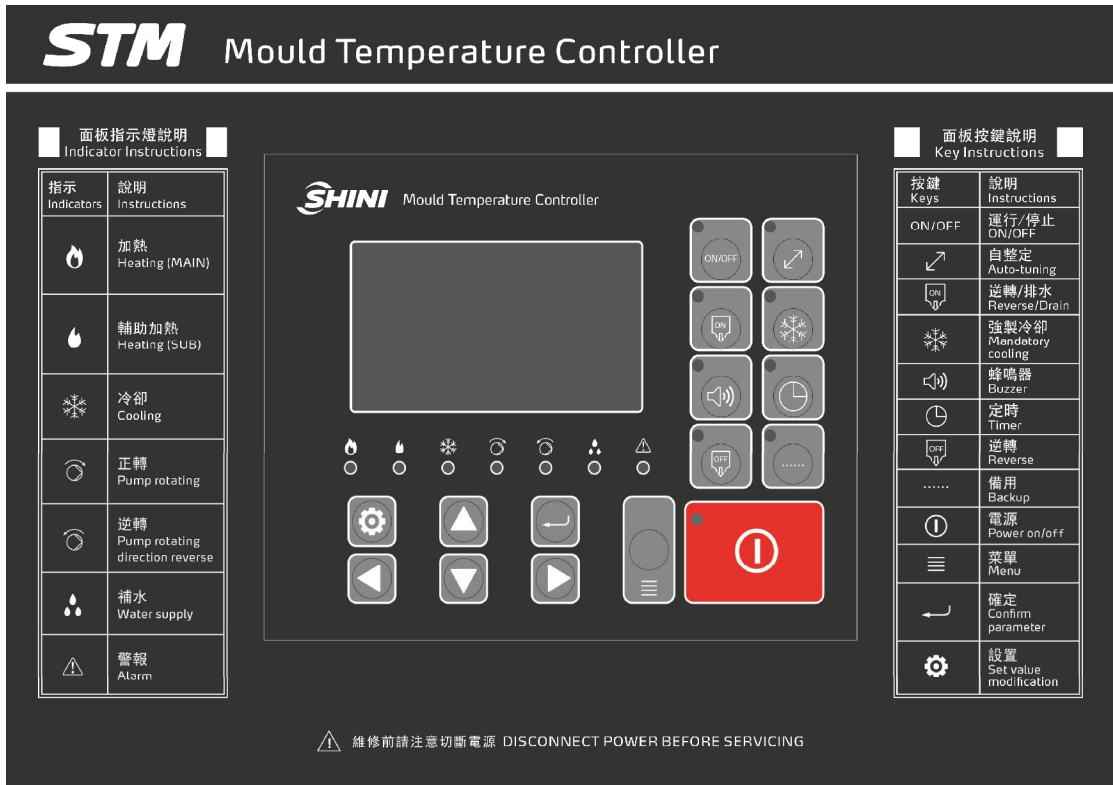 STM Mould Temperature Controller
面板指示燈說明
Indicator Instructions
指示 說明
Indicators Instructions
加熱
Heating (MAIN)
輔助加熱
Heating (SUB)
冷卻
Cooling
正轉
Pump rotating
逆轉
Pump rotating
direction reverse
補水
Water supply
警報
Alarm
SHINI Mould Temperature Controller
ON/OFF
ON
OFF
......
面板按鍵說明
Key Instructions
按鍵 說明
Keys Instructions
ON/OFF 運行/停止
ON/OFF
自整定
Auto-tuning
ON 逆轉/排水
Reverse/Drain
強製冷卻
Mandatory
cooling
蜂鳴器
Buzzer
定時
Timer
OFF 逆轉
Reverse
...... 備用
Backup
電源
Power on/off
菜單
Menu
確定
Confirm
parameter
設置
Set value
modification
維修前請注意切斷電源 DISCONNECT POWER BEFORE SERVICING